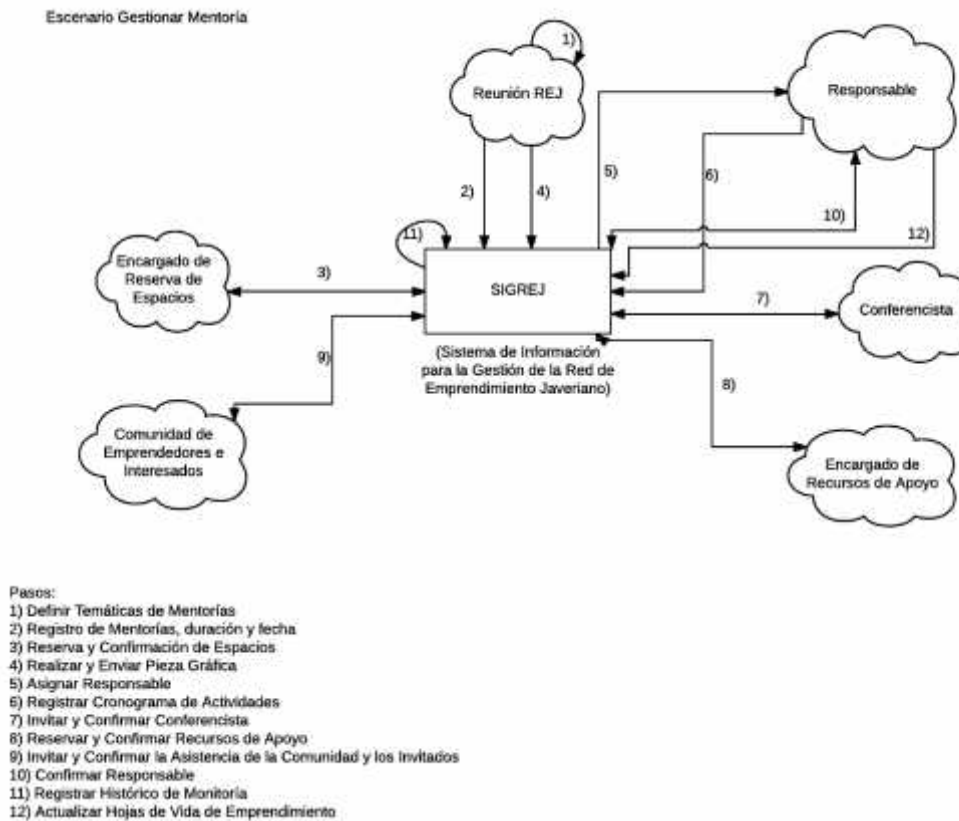 Escenario Gestionar Mentoría
1)
Reunión REJ
Responsable
2)
4)
5)
6)
10)
11)
12)
Encargado de
Reserva de
Espacios
3)
SIGREJ
7)
Conferencista
(Sistema de Información
para la Gestión de la Red de
Emprendimiento Javeriano)
9)
8)
Comunidad de
Emprendedores e
Interesados
Encargado de
Recursos de Apoyo
Pasos:
1) Definir Temáticas de Mentorías
2) Registro de Mentorías, duración y fecha
3) Reserva y Confirmación de Espacios
4) Realizar y Enviar Pieza Gráfica
5) Asignar Responsable
6) Registrar Cronograma de Actividades
7) Invitar y Confirmar Conferencista
8) Reservar y Confirmar Recursos de Apoyo
9) Invitar y Confirmar la Asistencia de la Comunidad y los Invitados
10) Confirmar Responsable
11) Registrar Histórico de Monitoría
12) Actualizar Hojas de Vida de Emprendimiento